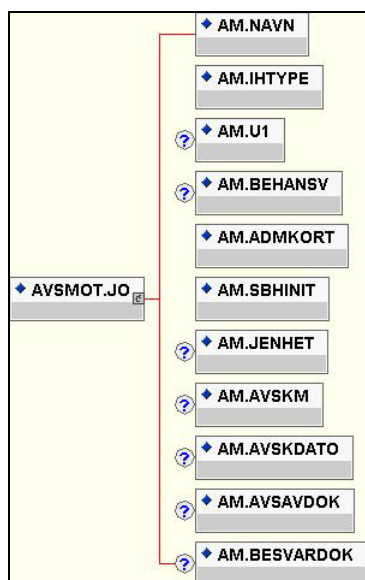 AM.NAVN
AM.IHTYPE
? AM.U1
? AM.BEHANSV
AM.ADMKORT
AVSMOT.JO
AM.SBHINIT
? AM.JENHET
? AM.AVSKM
? AM.AVSKDATO
? AM.AVSAVDOK
? AM.BESVARDOK